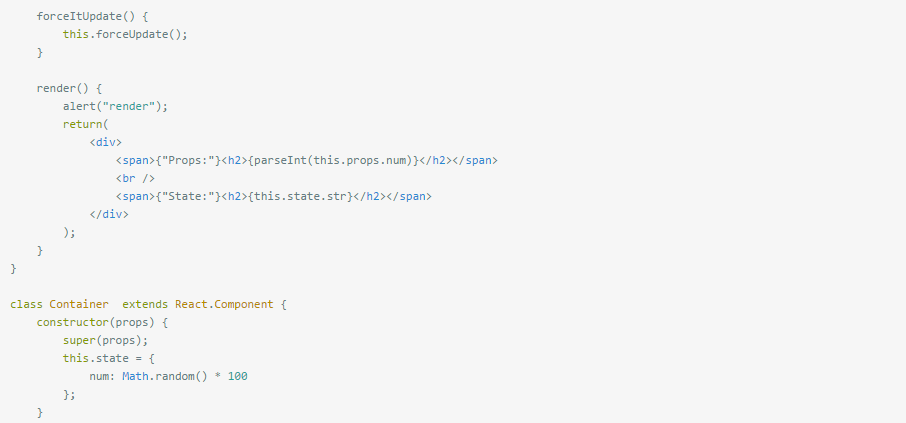 forceItUpdate() {
this.forceUpdate();
}
render() {
alert("render");
return(
<div>
<span>{"Props:"}<h2>{parseInt(this.props.num)}</h2></span>
<br />
<span>{"State:"}<h2>{this.state.str}</h2></span>
</div>
);
}
}
class Container  extends React.Component {
constructor(props) {
super(props);
this.state = {
num: Math.random() * 100
};
}